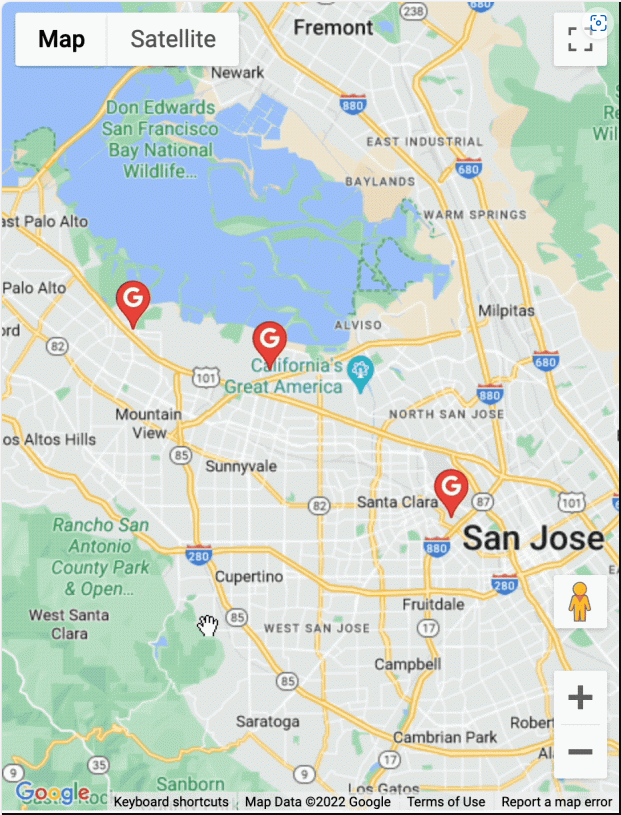 Map
Satellite
Fremont
238
680
Newark
880
Don Edwards
San Francisco
Bay National
Wildlife...
EAST INDUSTRIAL
680
BAYLANDS
WARM SPRINGS
ast Palo Alto
Palo Alto
G
Milpitas
ALVISO
82
G
California's
Great America
680
101
880
Mountain
View
NORTH SAN JOSE
os Altos Hills
85
Sunnyvale
G
Santa Clara
87
101
82
Rancho San
Antonio
County Park
& Open...
San Jose
880
280
Cupertino
280
Fruitdale
West Santa
Clara
85
WEST SAN JOSE
17
Campbell
85
Saratoga
Cambrian Park
17
35
9
9
Sanborn
Los Gatos
Google
Keyboard shortcuts
Map Data ©2022 Google
Terms of Use
Report a map error